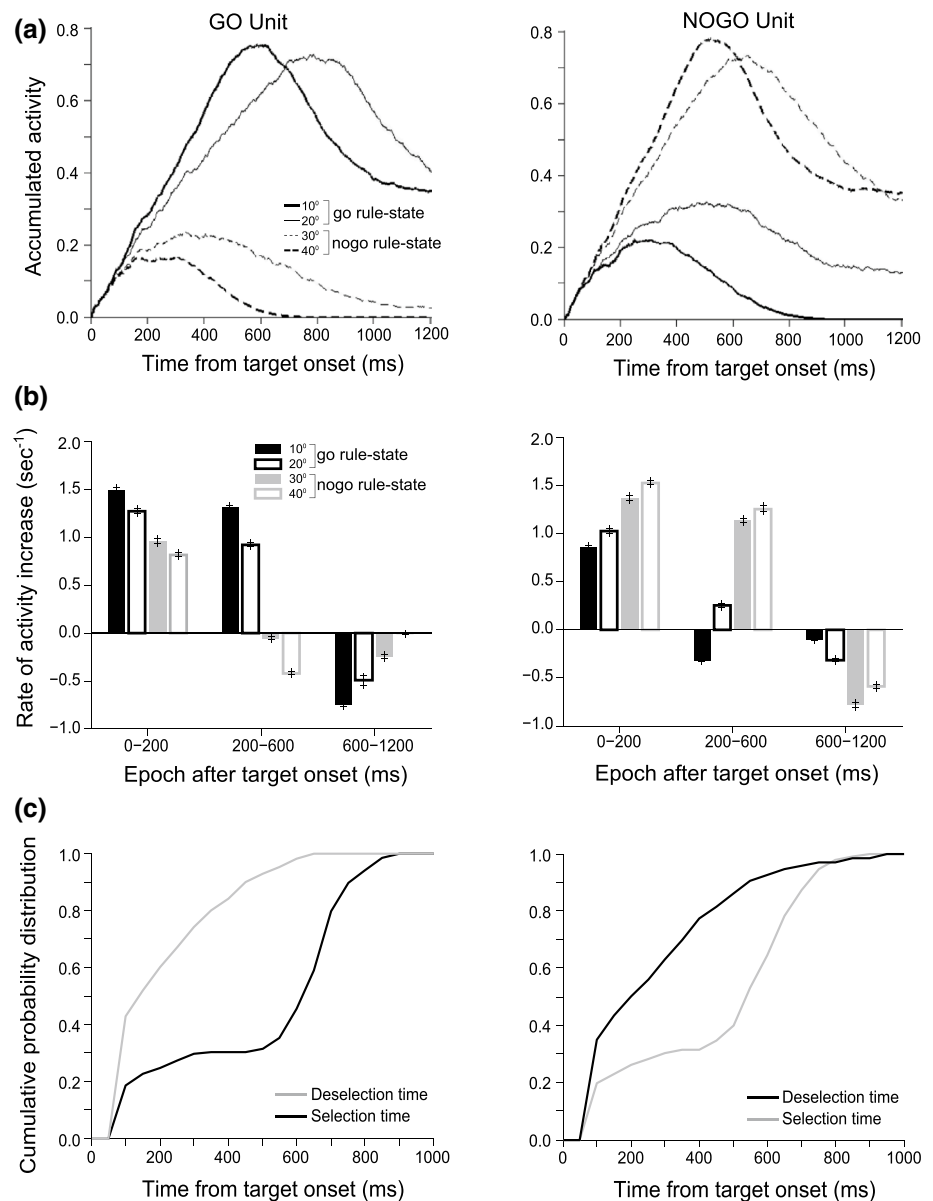 (a)
GO Unit
NOGO Unit
Accumulated activity
0.8
0.6
0.4
0.2
0.0
10⁰
20⁰
go rule-state
30⁰
40⁰
nogo rule-state
0 200 400 600 800 1000 1200
Time from target onset (ms)
0.8
0.6
0.4
0.2
0.0
0 200 400 600 800 1000 1200
Time from target onset (ms)
(b)
Rate of activity increase (sec⁻¹)
2.0
1.5
1.0
0.5
0.0
−0.5
−1.0
10⁰
20⁰
go rule-state
30⁰
40⁰
nogo rule-state
0−200 200−600 600−1200
Epoch after target onset (ms)
2.0
1.5
1.0
0.5
0.0
−0.5
−1.0
0−200 200−600 600−1200
Epoch after target onset (ms)
(c)
Cumulative probability distribution
1.0
0.8
0.6
0.4
0.2
0.0
Deselection time
Selection time
0 200 400 600 800 1000
Time from target onset (ms)
1.0
0.8
0.6
0.4
0.2
0.0
Deselection time
Selection time
0 200 400 600 800 1000
Time from target onset (ms)